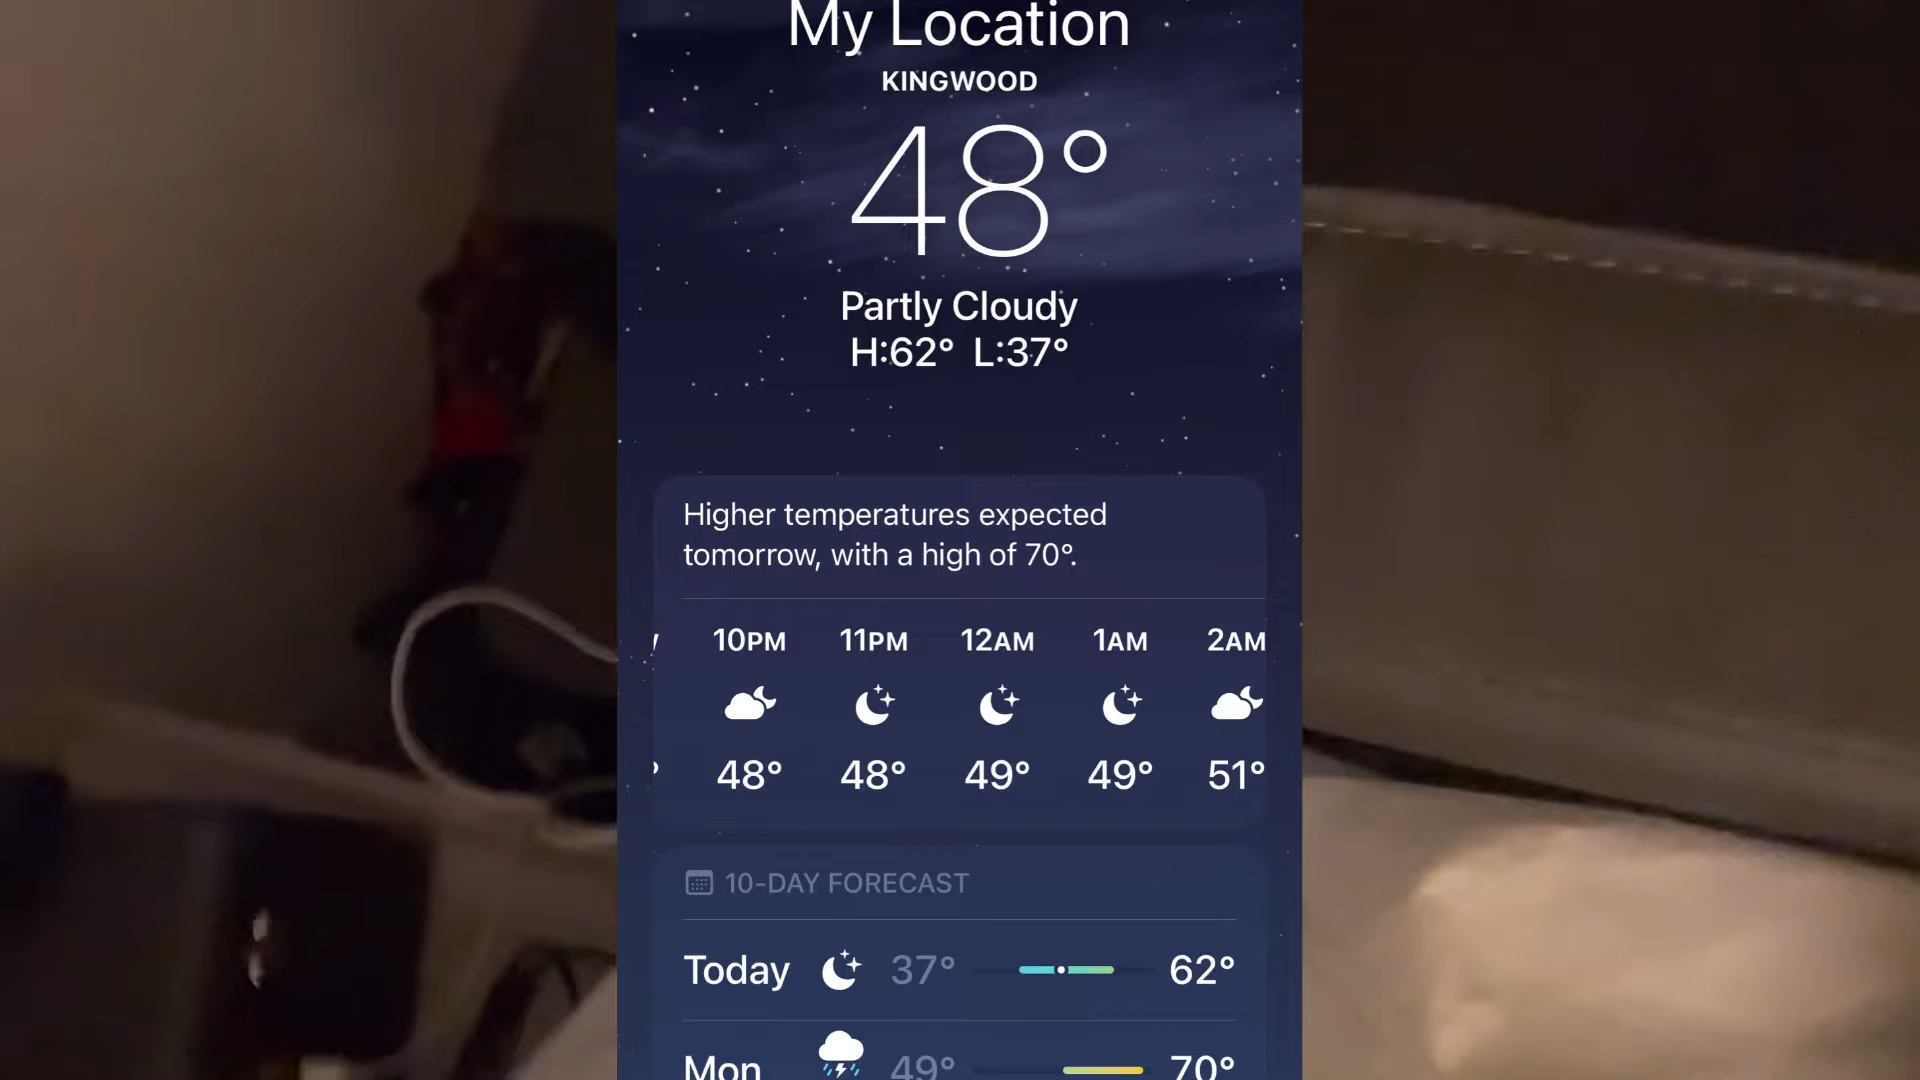 My Location
KINGWOOD
48°
Partly Cloudy
H:62° L:37°
Higher temperatures expected
tomorrow, with a high of 70°.
10PM 11PM 12AM 1AM 2AM
48° 48° 49° 49° 51°
10-DAY FORECAST
Today 37° 62°
Mon 49° 70°